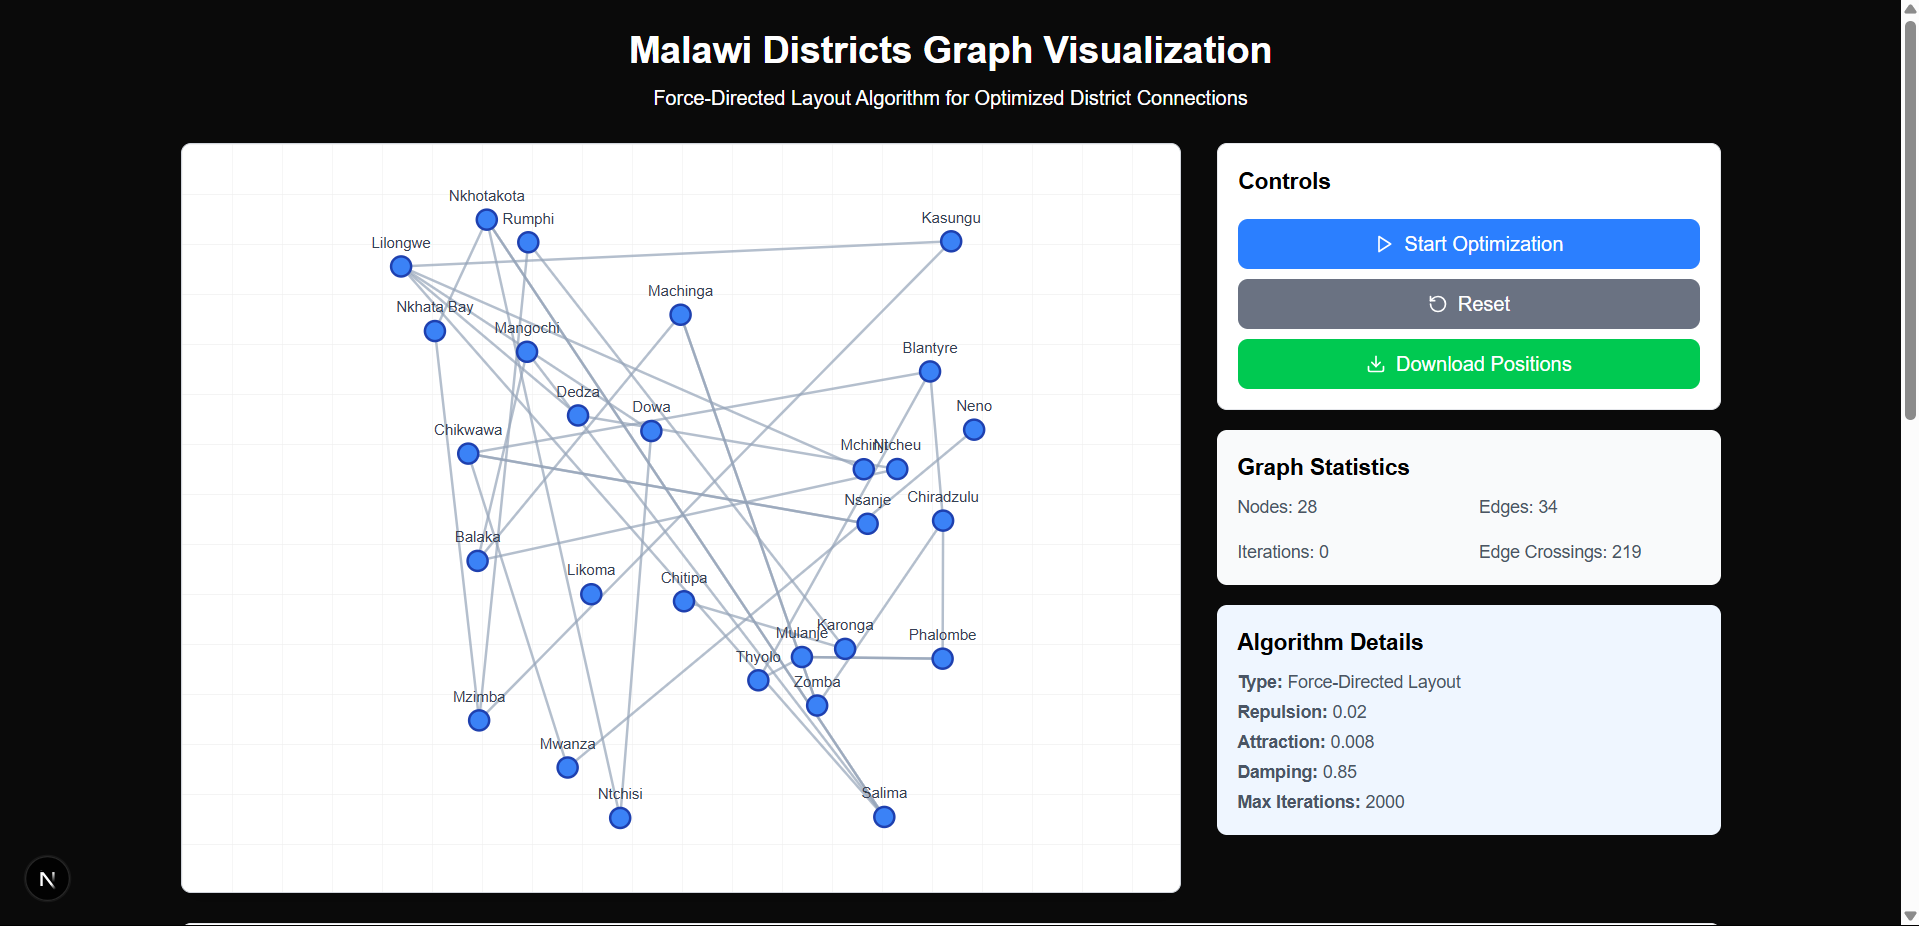 Malawi Districts Graph Visualization
Force-Directed Layout Algorithm for Optimized District Connections
Nkhotakota
Rumphi
Kasungu
Lilongwe
Machinga
Nkhata Bay
Mangochi
Blantyre
Dedza
Dowa
Neno
Chikwawa
Mchinji
Ntcheu
Nsanje
Chiradzulu
Balaka
Likoma
Chitipa
Karonga
Mulanje
Phalombe
Thyolo
Zomba
Mzimba
Mwanza
Ntchisi
Salima
Controls
Start Optimization
Reset
Download Positions
Graph Statistics
Nodes: 28
Edges: 34
Iterations: 0
Edge Crossings: 219
Algorithm Details
Type: Force-Directed Layout
Repulsion: 0.02
Attraction: 0.008
Damping: 0.85
Max Iterations: 2000
N